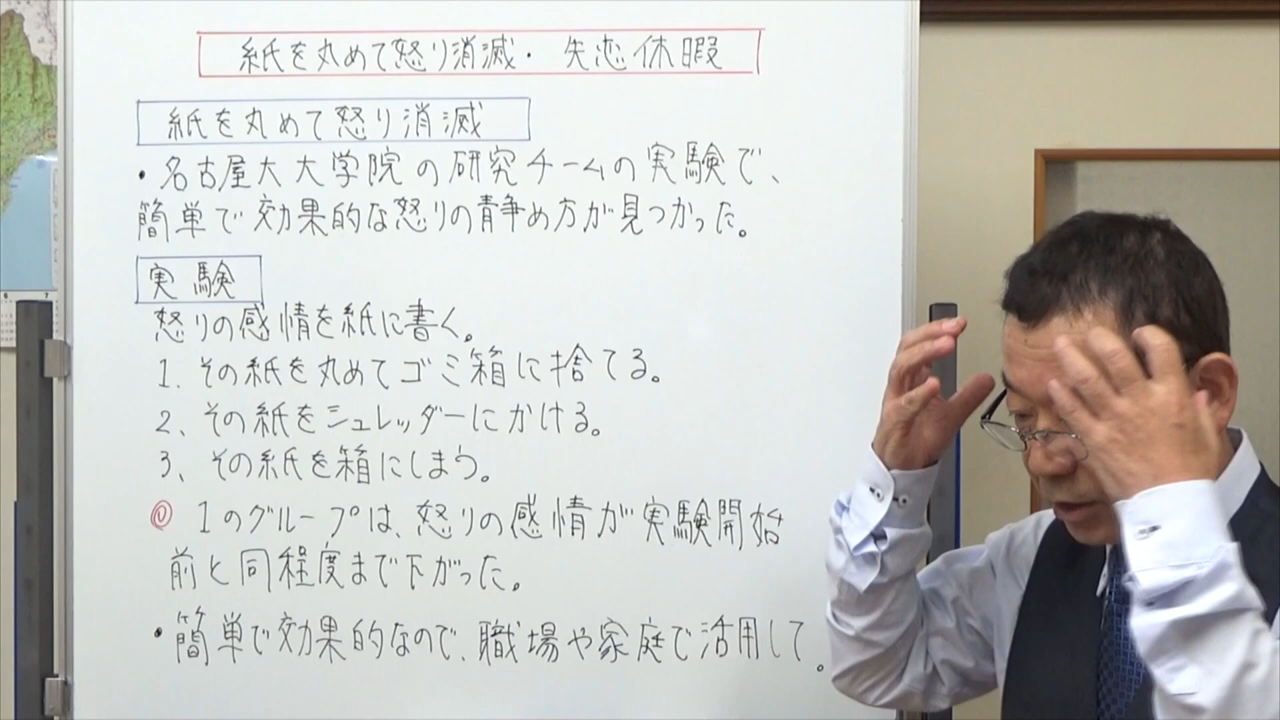 紙を丸めて怒り消滅・失恋休暇
紙を丸めて怒り消滅
・名古屋大大学院の研究チームの実験で、
簡単で効果的な怒りの静め方が見つかった。
実験
怒りの感情を紙に書く。
1、その紙を丸めてゴミ箱に捨てる。
2、その紙をシュレッダーにかける。
3、その紙を箱にしまう。
◎ 1のグループは、怒りの感情が実験開始
前と同程度まで下がった。
・簡単で効果的なので、職場や家庭で活用して。
6 7